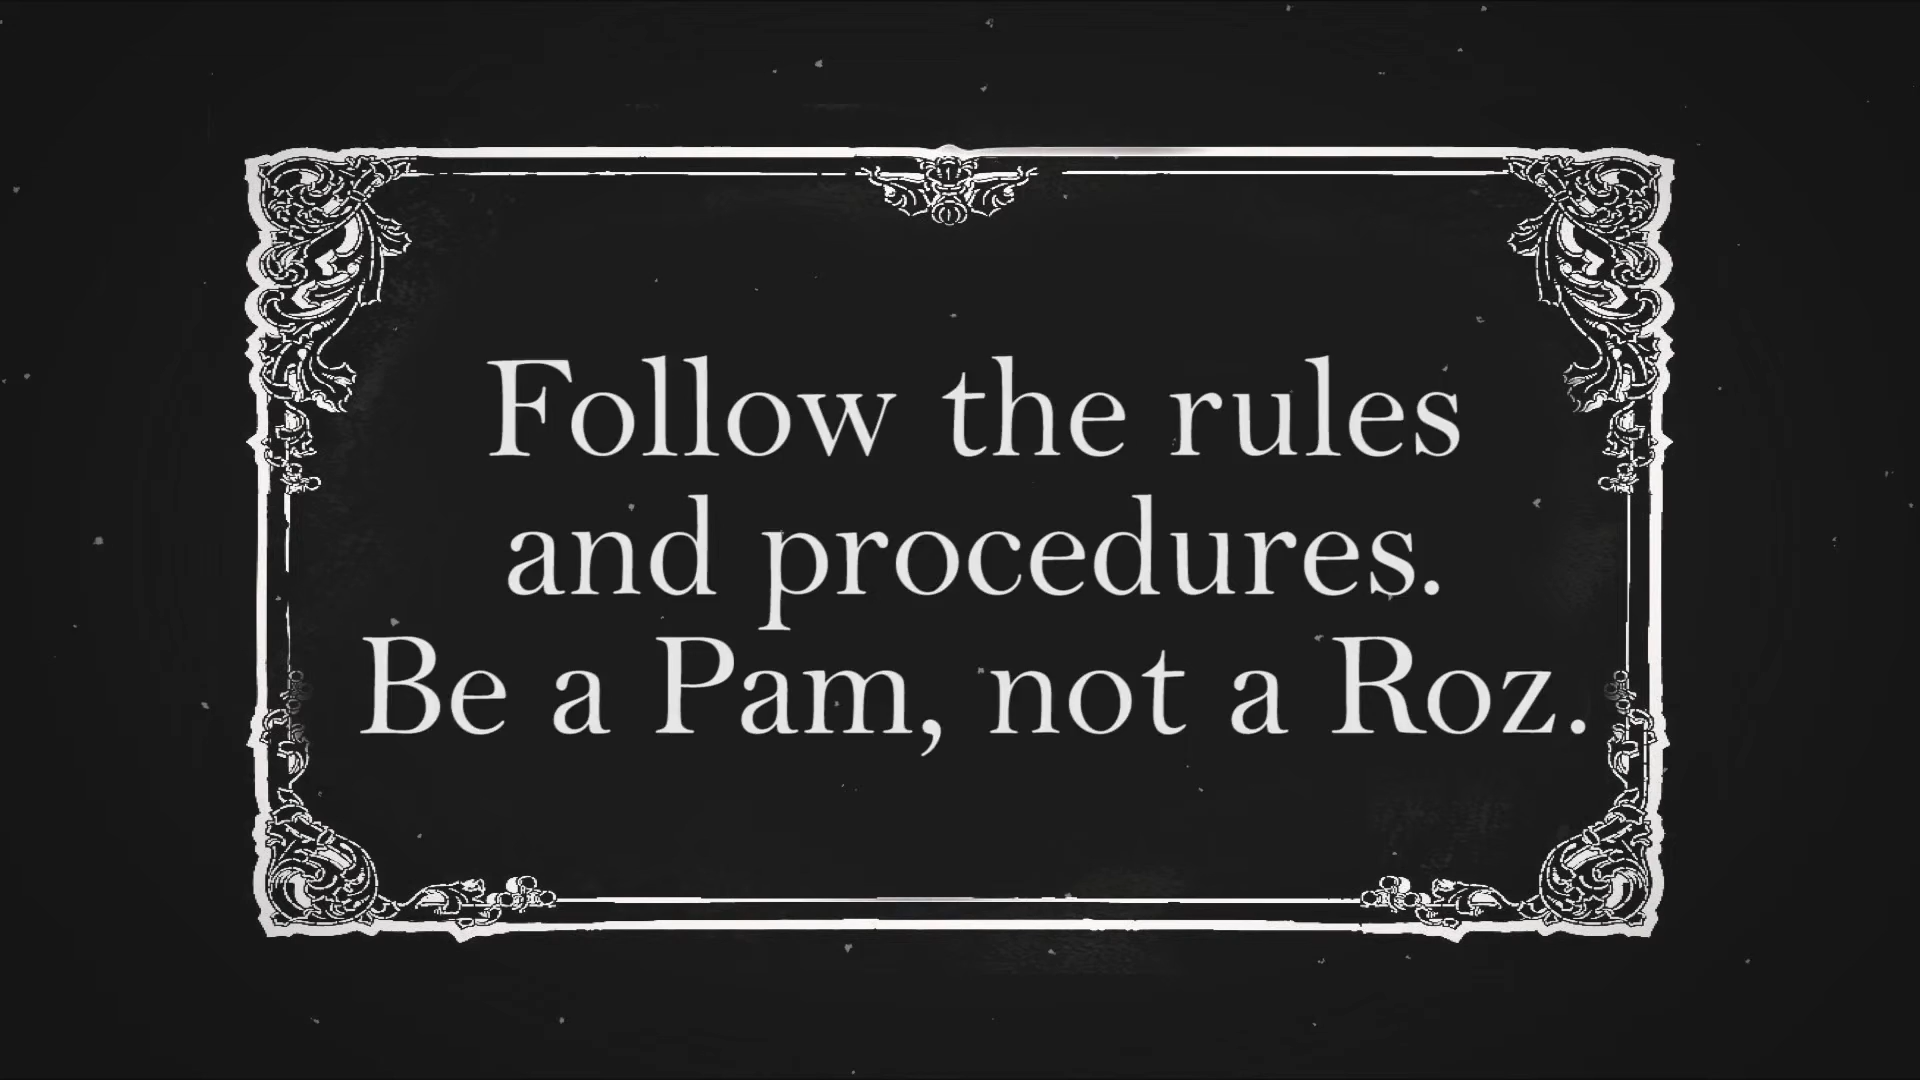 Follow the rules
and procedures.
Be a Pam, not a Roz.